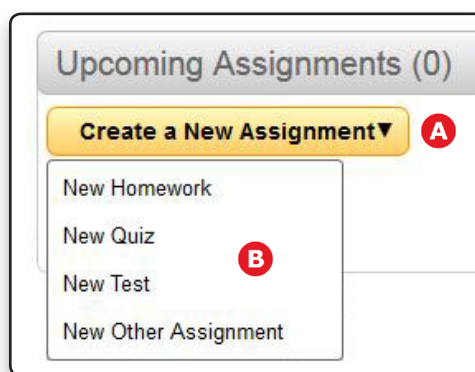 Upcoming Assignments (0)
Create a New Assignment▼ A
New Homework
New Quiz
B
New Test
New Other Assignment